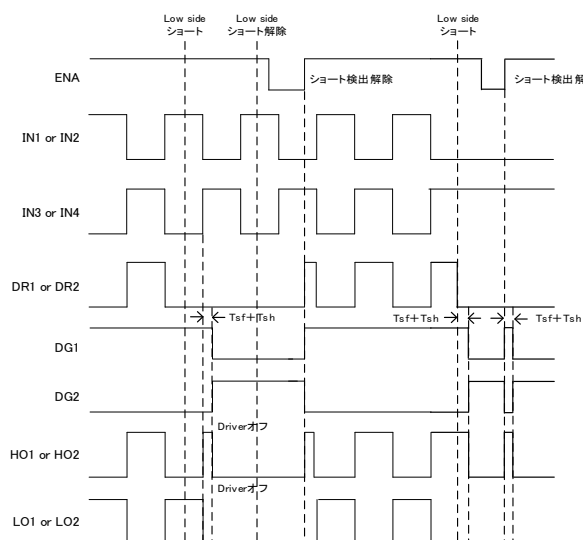 Low side
ショート
Low side
ショート解除
Low side
ショート
ENA
ショート検出解除
ショート検出解
IN1 or IN2
IN3 or IN4
DR1 or DR2
Tsf＋Tsh
Tsf＋Tsh
Tsf＋Tsh
DG1
DG2
Driverオフ
HO1 or HO2
Driverオフ
LO1 or LO2